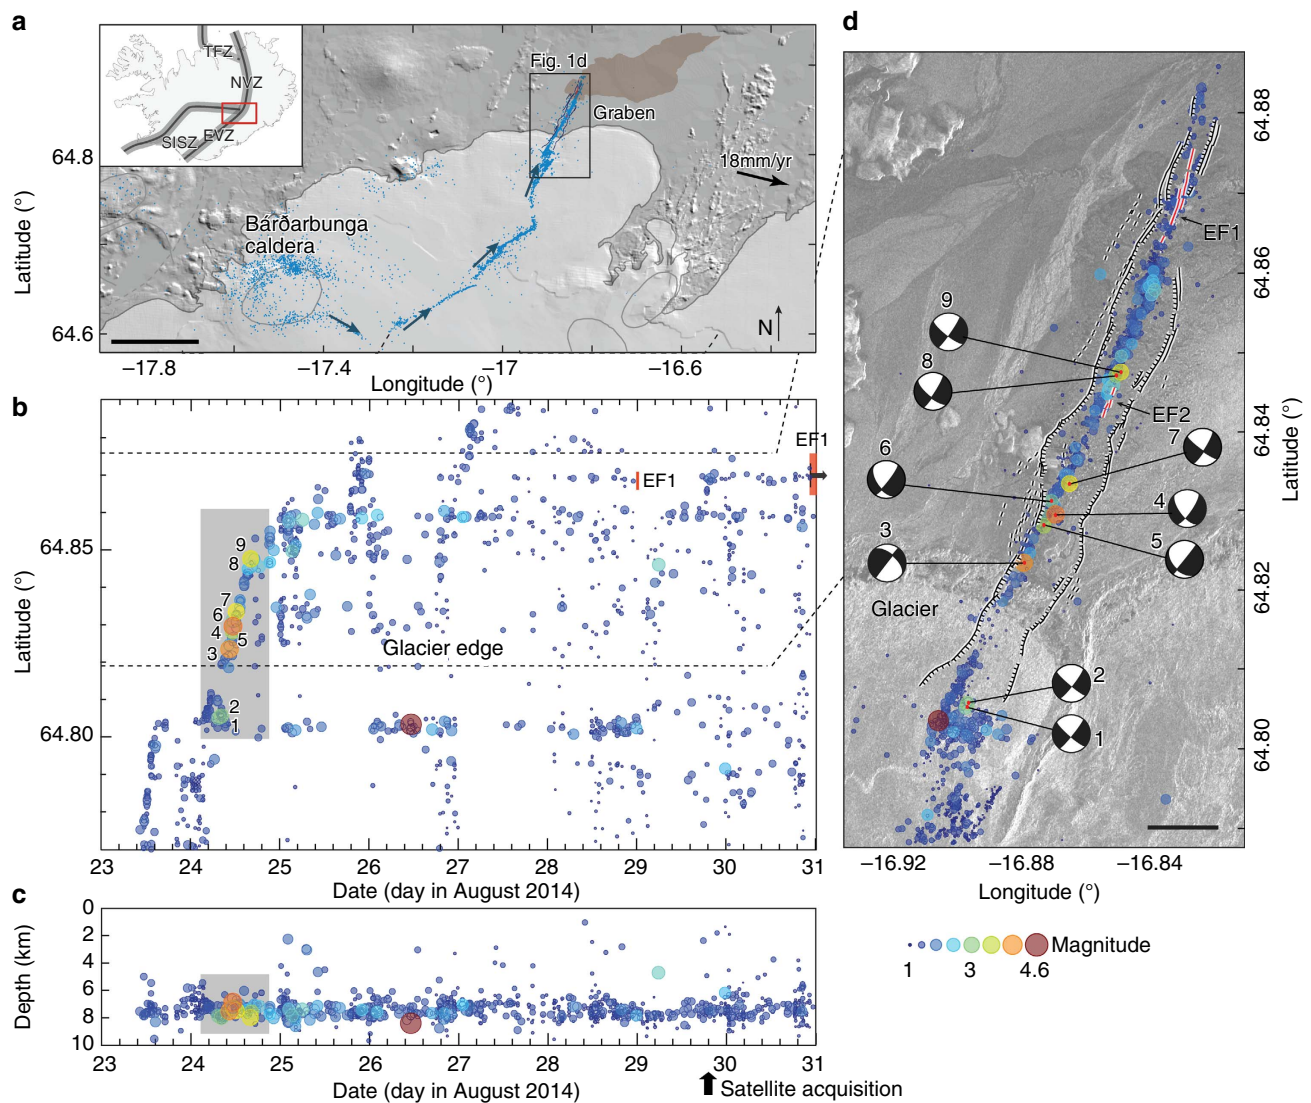 a
TFZ
NVZ
EVZ
SISZ
Fig. 1d
Graben
18mm/yr
Bárðarbunga
caldera
N
64.8
64.6
Latitude (°)
−17.8
−17.4
−17
−16.6
Longitude (°)
b
EF1
EF1
9
8
7
6
4
5
3
2
1
Glacier edge
64.85
64.80
Latitude (°)
23
24
25
26
27
28
29
30
31
Date (day in August 2014)
c
0
2
4
6
8
10
Depth (km)
23
24
25
26
27
28
29
30
31
Date (day in August 2014)
Satellite acquisition
d
EF1
9
8
EF2
7
6
4
3
5
Glacier
2
1
64.88
64.86
64.84
64.82
64.80
Latitude (°)
−16.92
−16.88
−16.84
Longitude (°)
Magnitude
1
3
4.6